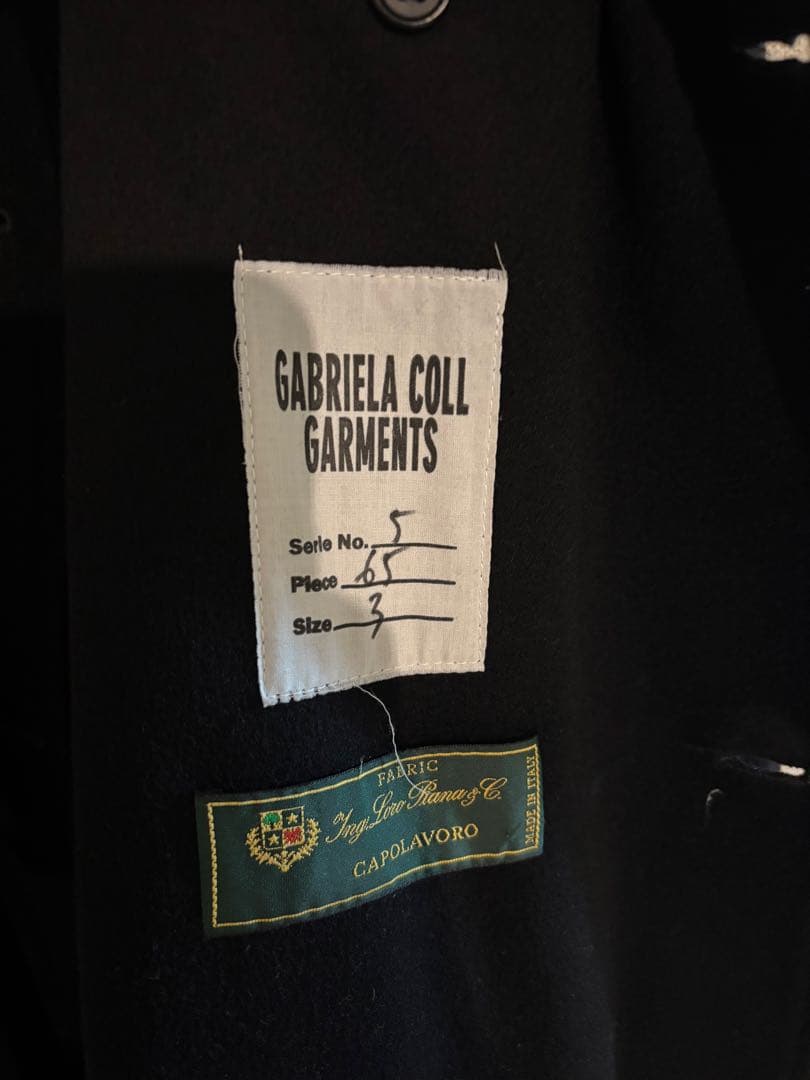 GABRIELA COLL
GARMENTS
Serie No. 5
Piece 65
Size 3
FABRIC
Ing. Loro Piana & C.
CAPOLAVORO
MADE IN ITALY